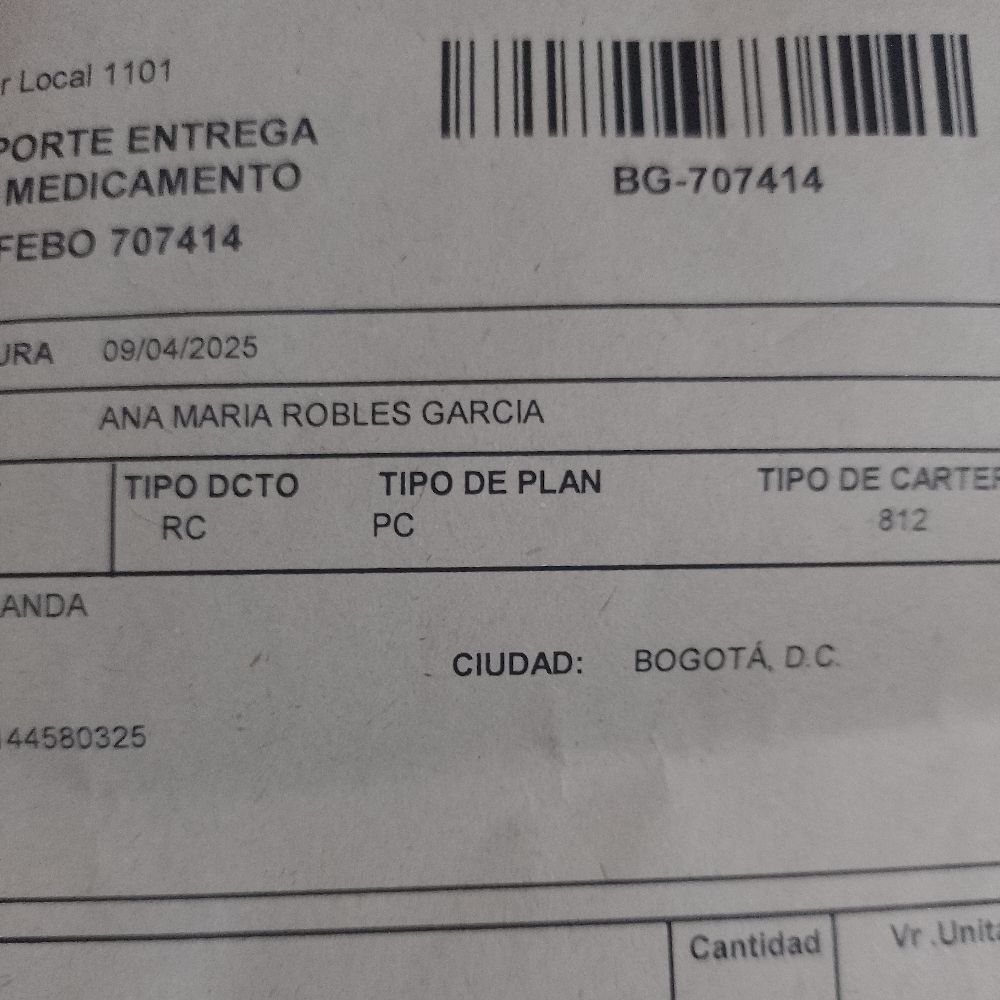 r Local 1101
PORTE ENTREGA
MEDICAMENTO
FEBO 707414
BG-707414
URA 09/04/2025
ANA MARIA ROBLES GARCIA
TIPO DCTO TIPO DE PLAN TIPO DE CARTER
RC PC 812
ANDA
CIUDAD: BOGOTÁ, D.C.
144580325
Cantidad Vr .Unita